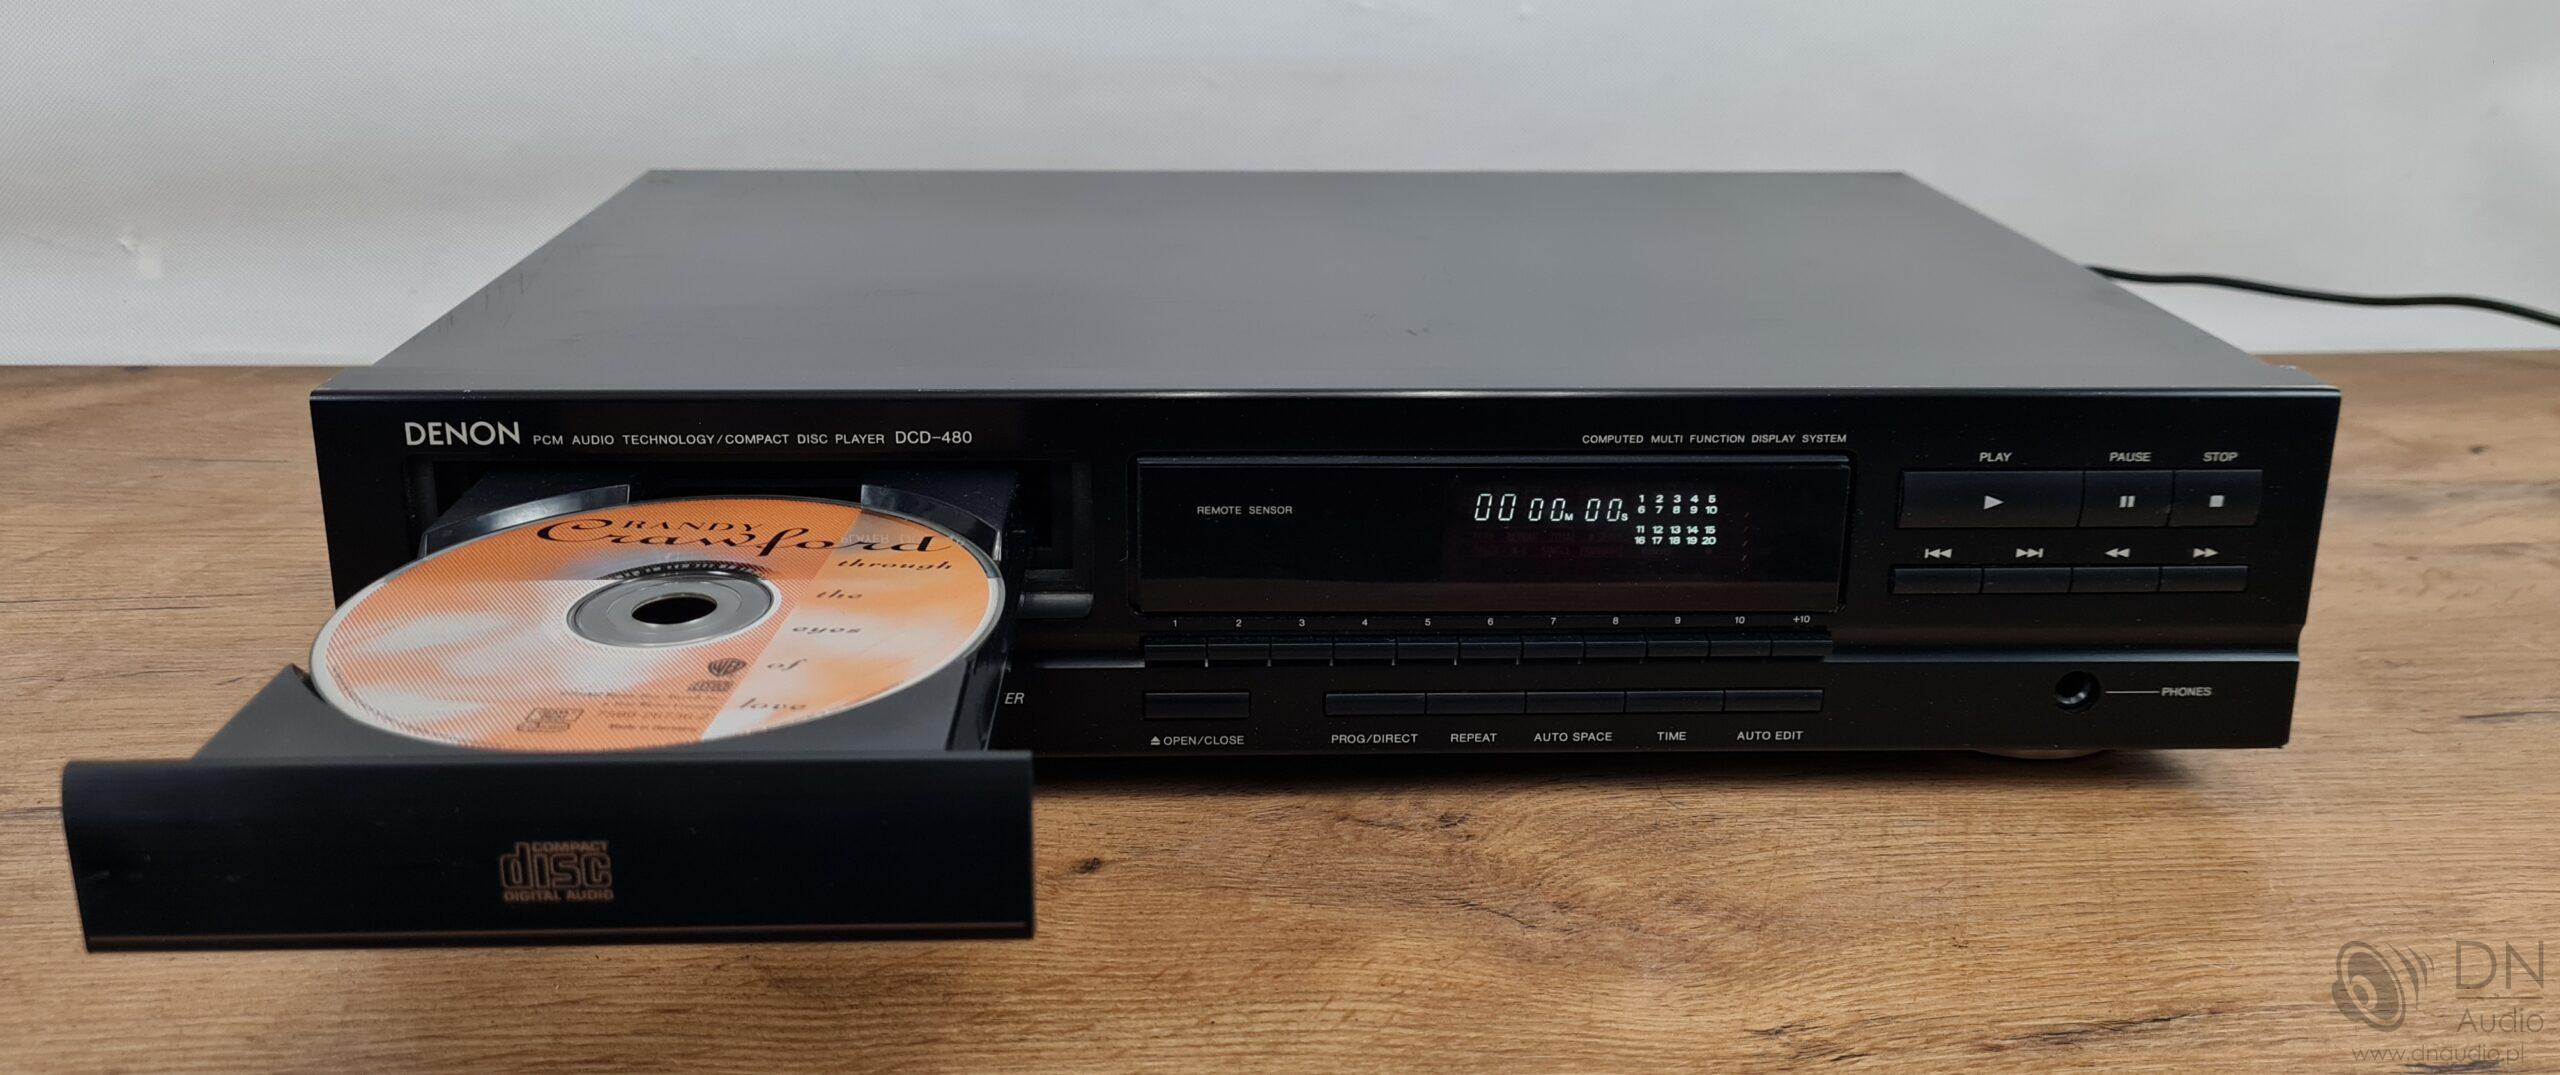 DENON PCM AUDIO TECHNOLOGY/COMPACT DISC PLAYER DCD-480
COMPUTED MULTI FUNCTION DISPLAY SYSTEM
PLAY PAUSE STOP
REMOTE SENSOR
00 00M 00S
1 2 3 4 5
6 7 8 9 10
11 12 13 14 15
16 17 18 19 20
1 2 3 4 5 6 7 8 9 10 +10
ER
OPEN/CLOSE
PROG/DIRECT REPEAT AUTO SPACE TIME AUTO EDIT
PHONES
RANDY
Crawford
through
the
eyes
of
love
COMPACT
disc
DIGITAL AUDIO
DN
Audio
www.dnaudio.pl